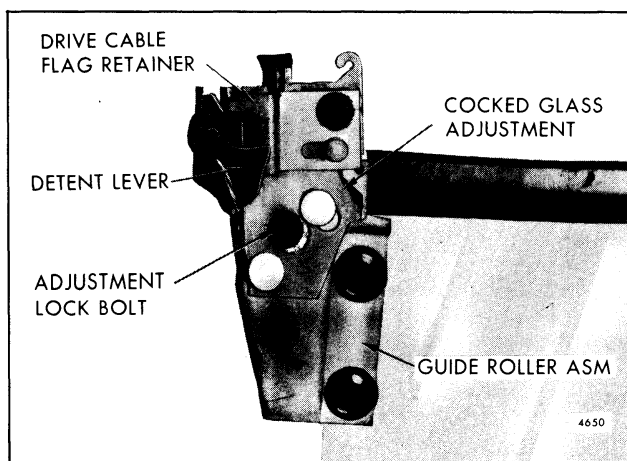 DRIVE CABLE
FLAG RETAINER
COCKED GLASS
ADJUSTMENT
DETENT LEVER
ADJUSTMENT
LOCK BOLT
GUIDE ROLLER ASM
4650